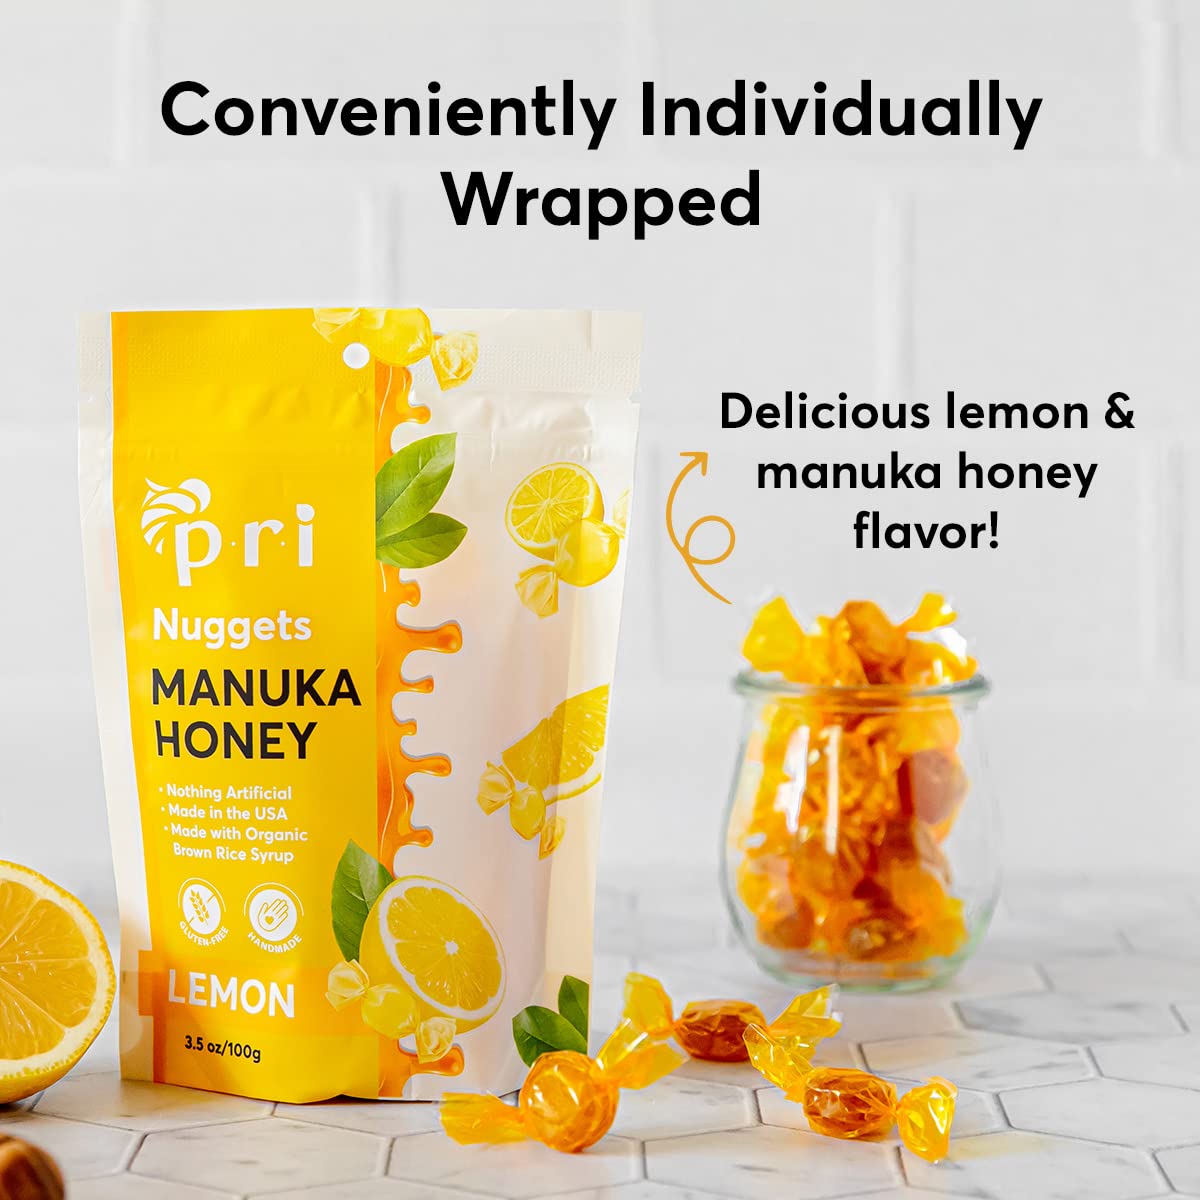 Conveniently Individually
Wrapped
Delicious lemon &
manuka honey
flavor!
p.r.i
Nuggets
MANUKA
HONEY
• Nothing Artificial
• Made in the USA
• Made with Organic
Brown Rice Syrup
GLUTEN-FREE
HANDMADE
LEMON
3.5 oz/100g